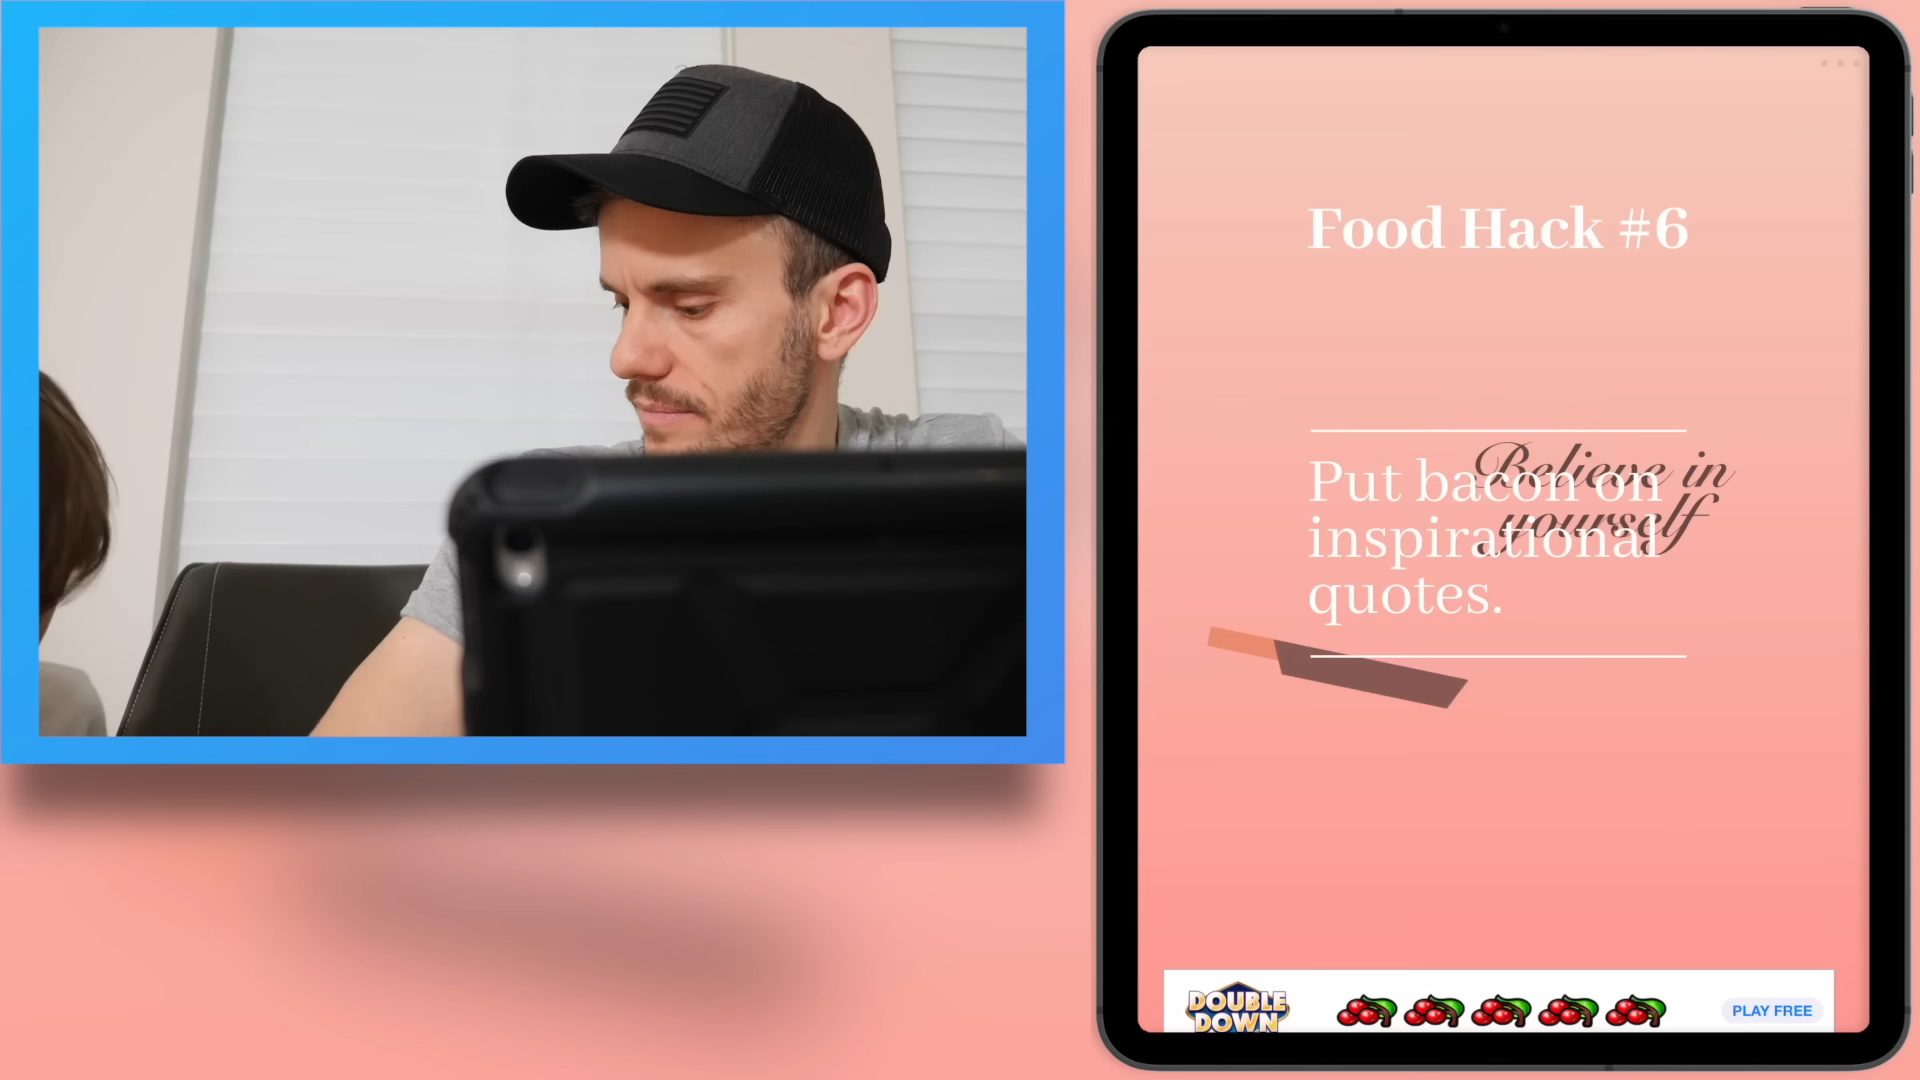 Food Hack #6
Believe in
yourself
Put bacon on
inspirational
quotes.
DOUBLE
DOWN
PLAY FREE